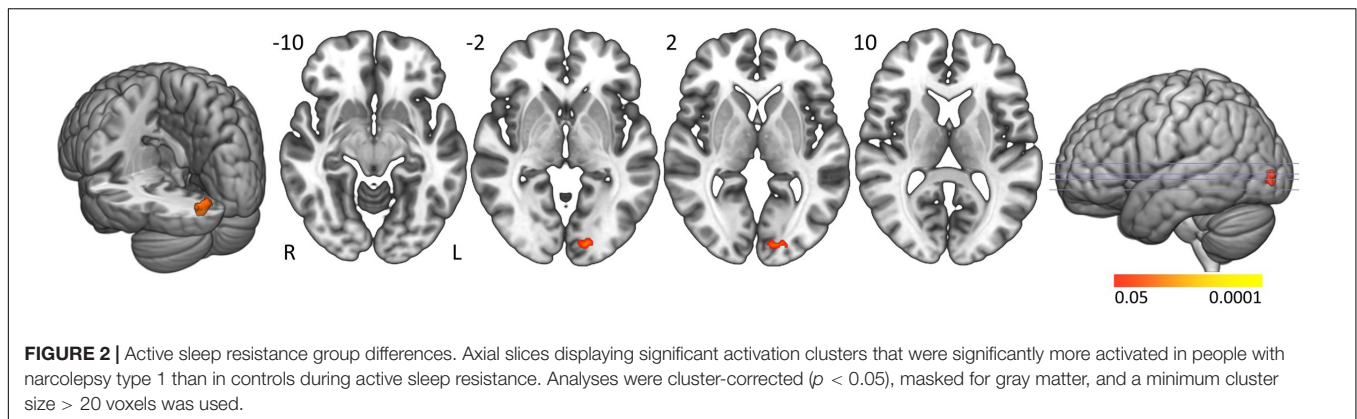 -10 -2 2 10
R L
0.05 0.0001
FIGURE 2 | Active sleep resistance group differences. Axial slices displaying significant activation clusters that were significantly more activated in people with
narcolepsy type 1 than in controls during active sleep resistance. Analyses were cluster-corrected (p < 0.05), masked for gray matter, and a minimum cluster
size > 20 voxels was used.